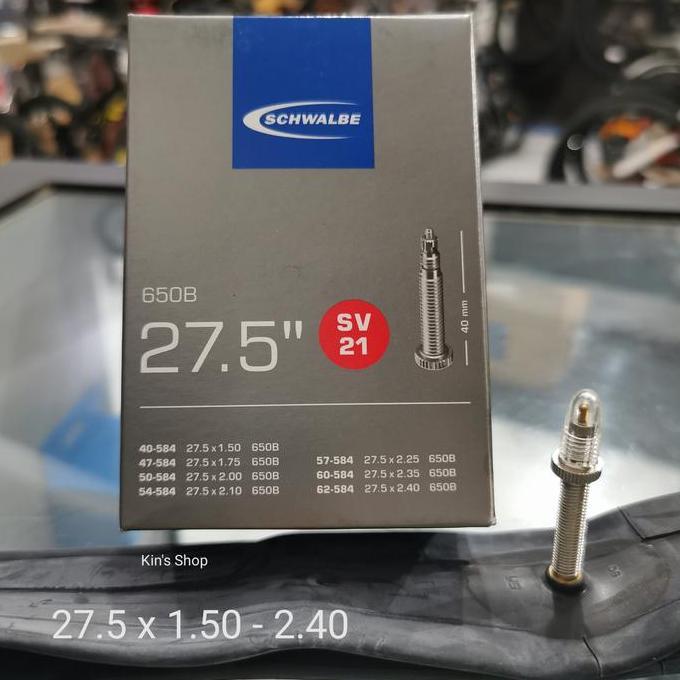 SCHWALBE
650B
27.5"
SV
21
40 mm
40-584 27.5 x 1.50 650B
47-584 27.5 x 1.75 650B
50-584 27.5 x 2.00 650B
54-584 27.5 x 2.10 650B
57-584 27.5 x 2.25 650B
60-584 27.5 x 2.35 650B
62-584 27.5 x 2.40 650B
Kin's Shop
27.5 x 1.50 - 2.40